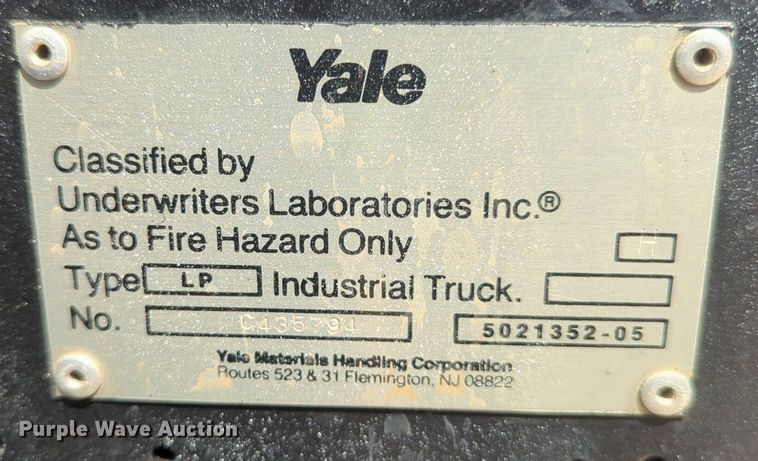 Yale
Classified by
Underwriters Laboratories Inc.®
As to Fire Hazard Only H
Type LP Industrial Truck.
No. C435794 5021352-05
Yale Materials Handling Corporation
Routes 523 & 31 Flemington, NJ 08822
Purple Wave Auction